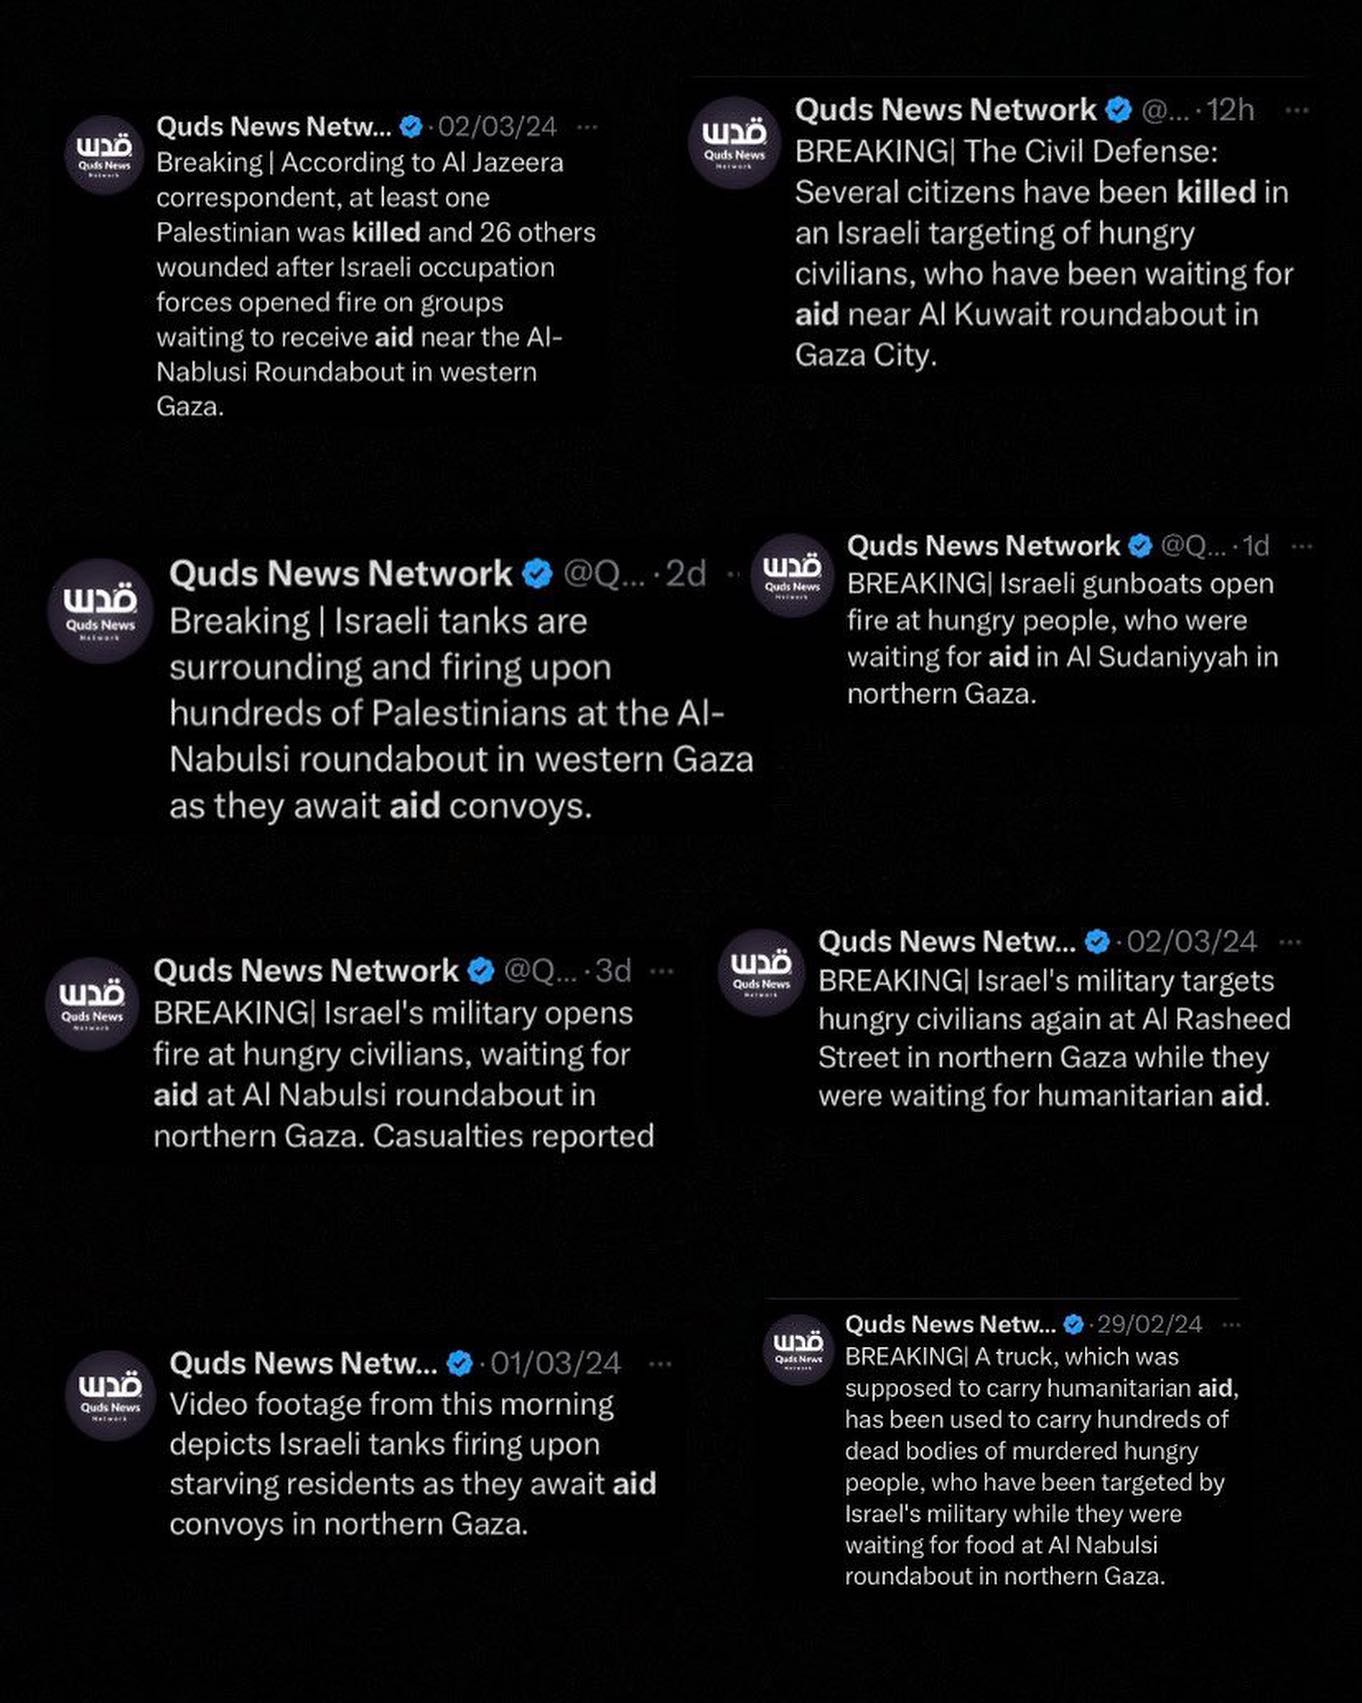 قدس
Quds News
Network
Quds News Netw... · 02/03/24 ...
Breaking | According to Al Jazeera
correspondent, at least one
Palestinian was killed and 26 others
wounded after Israeli occupation
forces opened fire on groups
waiting to receive aid near the Al-
Nablusi Roundabout in western
Gaza.
قدس
Quds News
Network
Quds News Network @... · 12h ...
BREAKING| The Civil Defense:
Several citizens have been killed in
an Israeli targeting of hungry
civilians, who have been waiting for
aid near Al Kuwait roundabout in
Gaza City.
قدس
Quds News
Network
Quds News Network @Q... · 2d
Breaking | Israeli tanks are
surrounding and firing upon
hundreds of Palestinians at the Al-
Nabulsi roundabout in western Gaza
as they await aid convoys.
قدس
Quds News
Network
Quds News Network @Q... · 1d ...
BREAKING| Israeli gunboats open
fire at hungry people, who were
waiting for aid in Al Sudaniyyah in
northern Gaza.
قدس
Quds News
Network
Quds News Network @Q... · 3d ...
BREAKING| Israel's military opens
fire at hungry civilians, waiting for
aid at Al Nabulsi roundabout in
northern Gaza. Casualties reported
قدس
Quds News
Network
Quds News Netw... · 02/03/24 ...
BREAKING| Israel's military targets
hungry civilians again at Al Rasheed
Street in northern Gaza while they
were waiting for humanitarian aid.
قدس
Quds News
Network
Quds News Netw... · 01/03/24 ...
Video footage from this morning
depicts Israeli tanks firing upon
starving residents as they await aid
convoys in northern Gaza.
قدس
Quds News
Network
Quds News Netw... · 29/02/24 ...
BREAKING| A truck, which was
supposed to carry humanitarian aid,
has been used to carry hundreds of
dead bodies of murdered hungry
people, who have been targeted by
Israel's military while they were
waiting for food at Al Nabulsi
roundabout in northern Gaza.